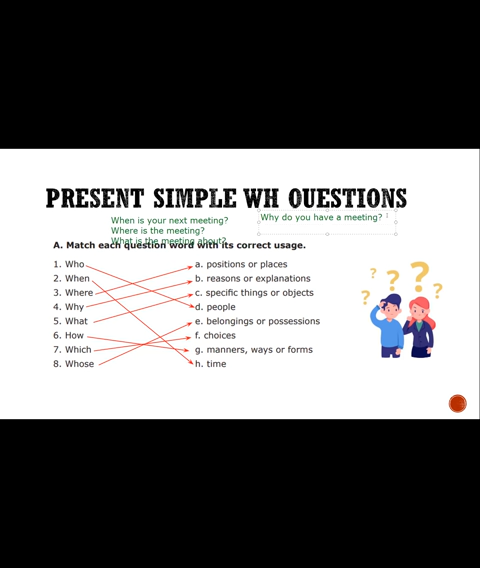 PRESENT SIMPLE WH QUESTIONS
When is your next meeting?
Where is the meeting?
What is the meeting about?
Why do you have a meeting?
A. Match each question word with its correct usage.
1. Who
2. When
3. Where
4. Why
5. What
6. How
7. Which
8. Whose
a. positions or places
b. reasons or explanations
c. specific things or objects
d. people
e. belongings or possessions
f. choices
g. manners, ways or forms
h. time
? ? ? ? ?